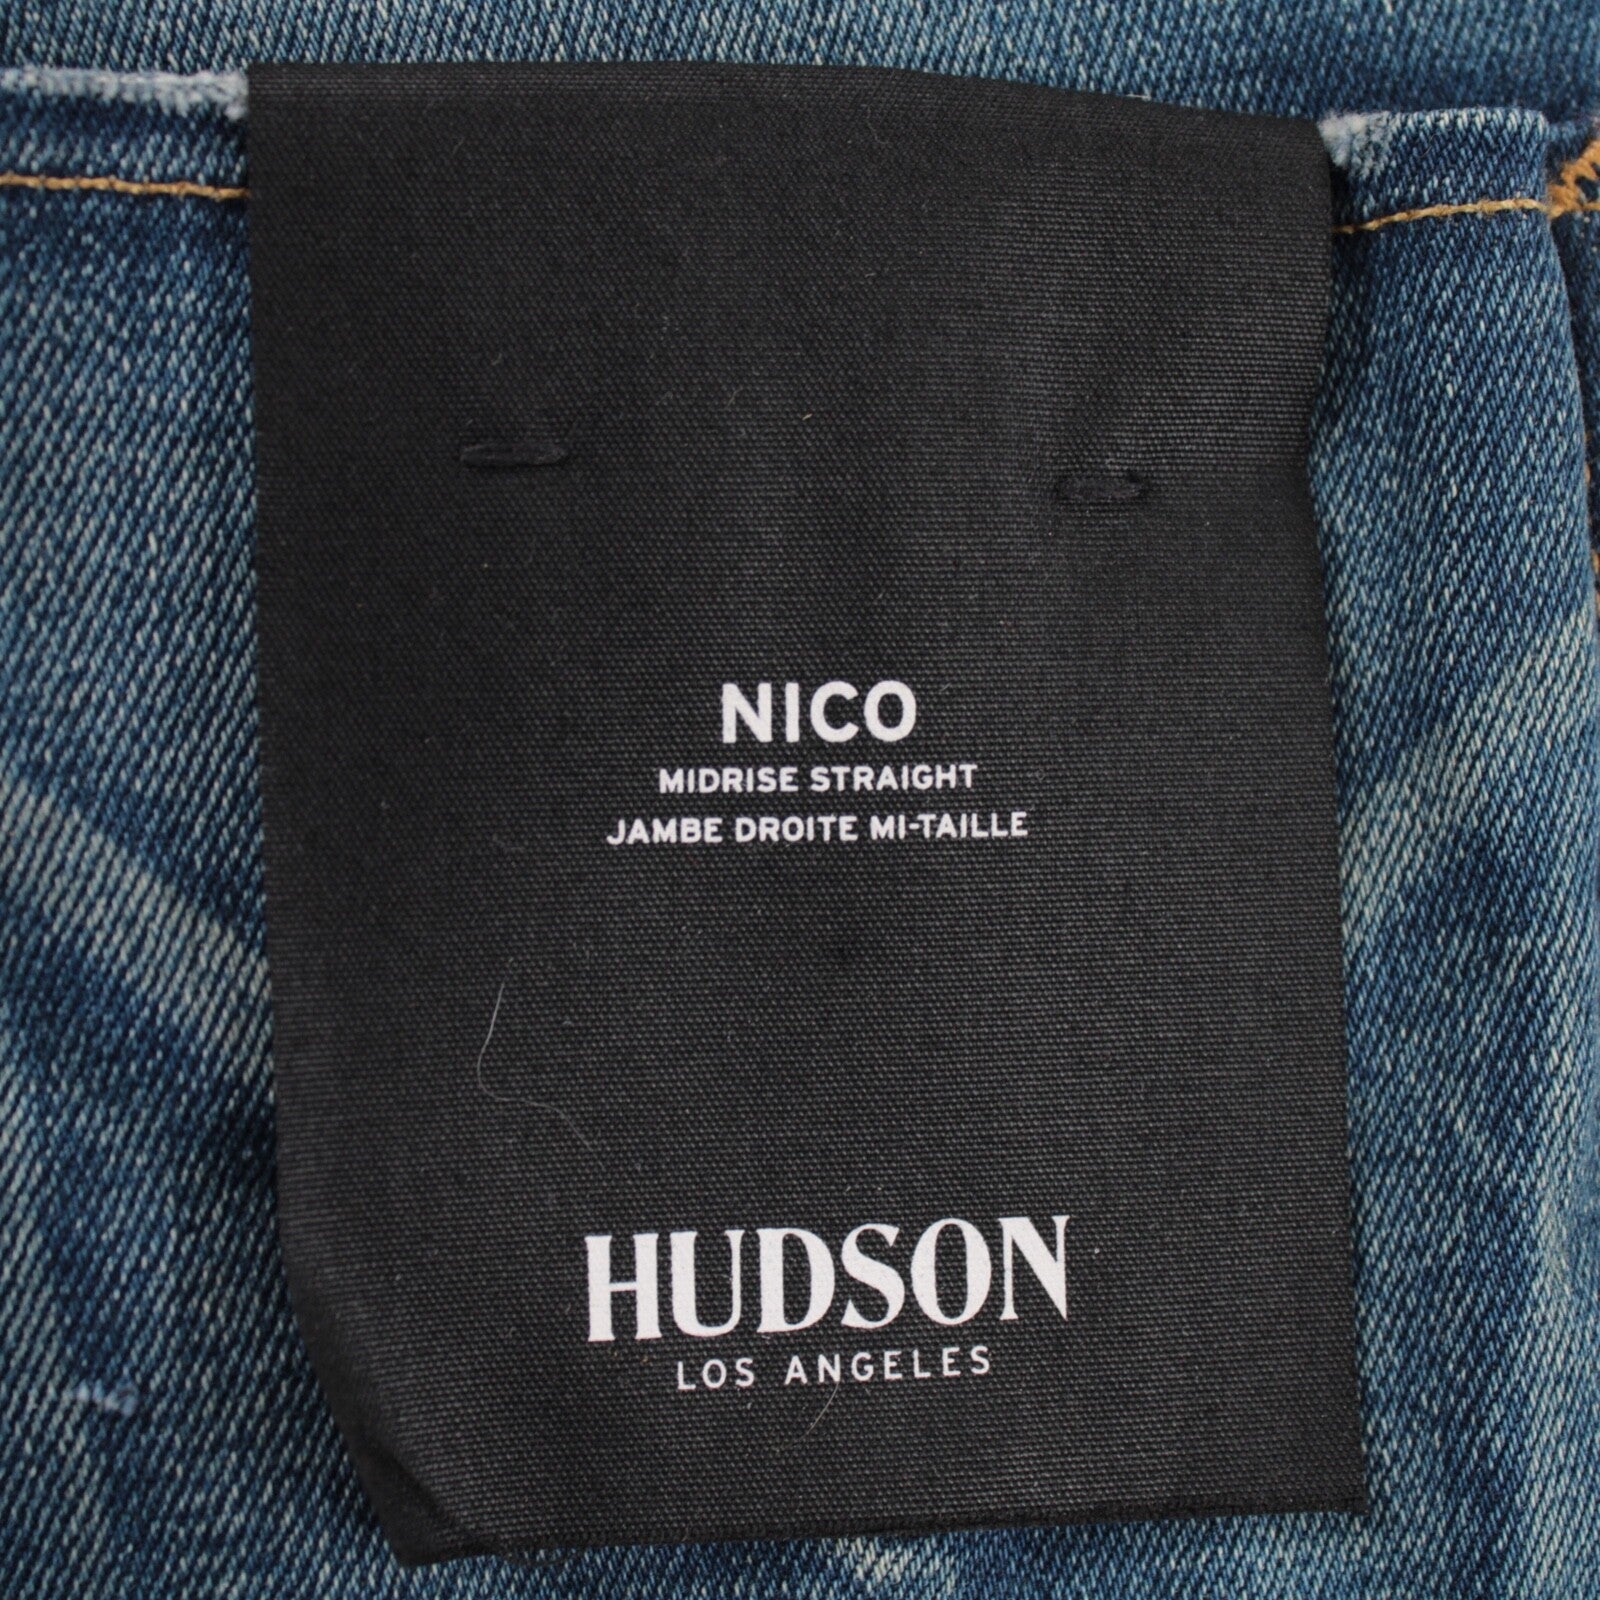 NICO
MIDRISE STRAIGHT
JAMBE DROITE MI-TAILLE
HUDSON
LOS ANGELES